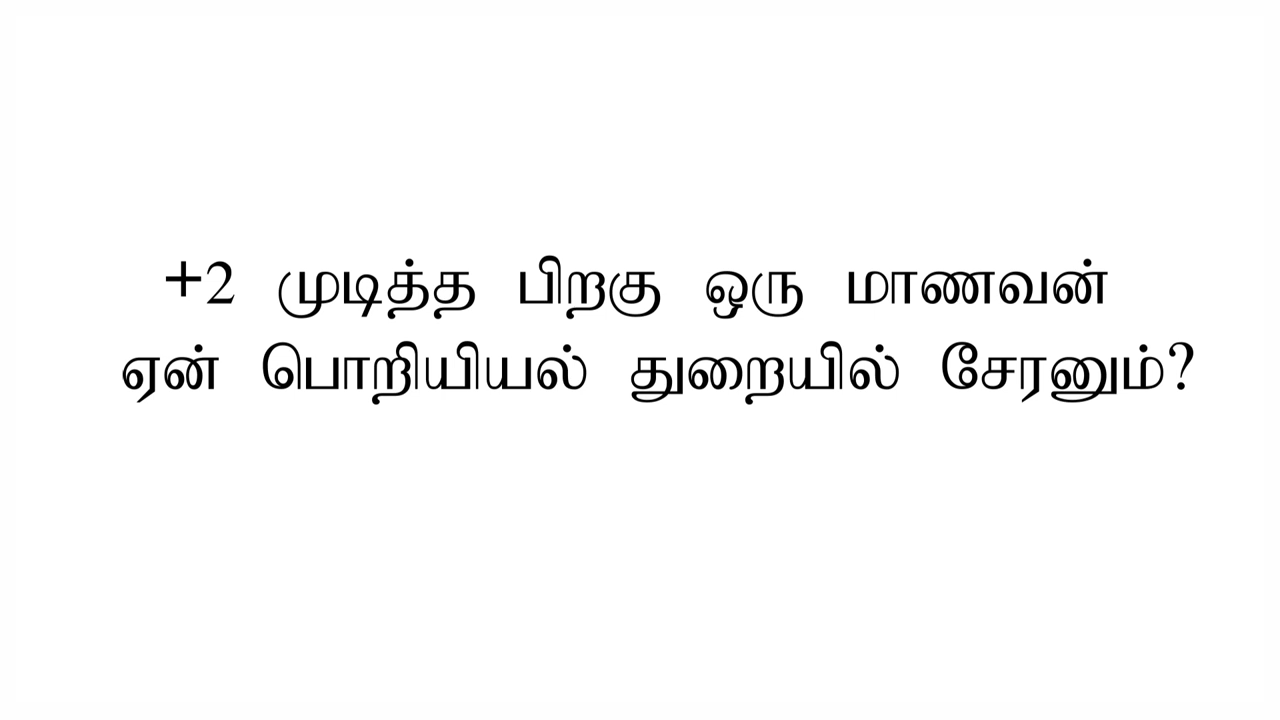 +2 முடித்த பிறகு ஒரு மாணவன்
ஏன் பொறியியல் துறையில் சேரனும்?